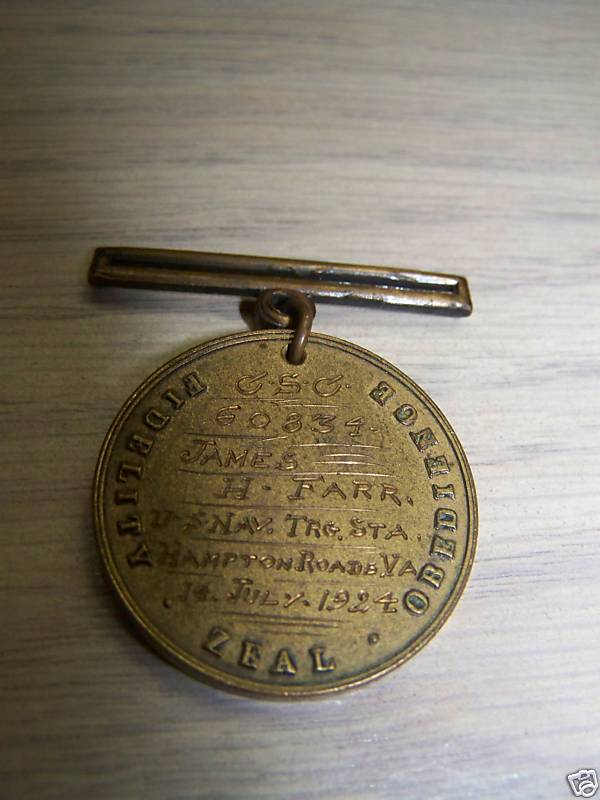 FIDELITY
C.S.C.
60834.
JAMES
H. FARR.
U.S. NAV. TRG. STA.
HAMPTON ROADS, VA.
14. JULY. 1924
OBEDIENCE
ZEAL